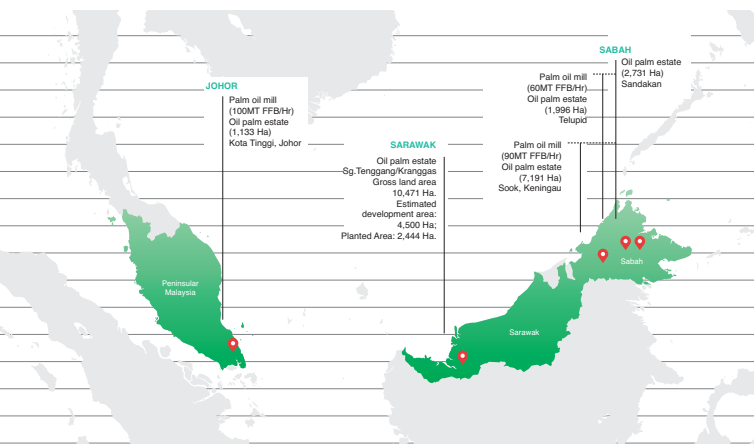 JOHOR
Palm oil mill
(100MT FFB/Hr)
Oil palm estate
(1,133 Ha)
Kota Tinggi, Johor
SARAWAK
Oil palm estate
Sg.Tenggang/Kranggas
Gross land area
10,471 Ha.
Estimated
development area:
4,500 Ha;
Planted Area: 2,444 Ha.
SABAH
Oil palm estate
(2,731 Ha)
Sandakan
Palm oil mill
(60MT FFB/Hr)
Oil palm estate
(1,996 Ha)
Telupid
Palm oil mill
(90MT FFB/Hr)
Oil palm estate
(7,191 Ha)
Sook, Keningau
Peninsular
Malaysia
Sarawak
Sabah